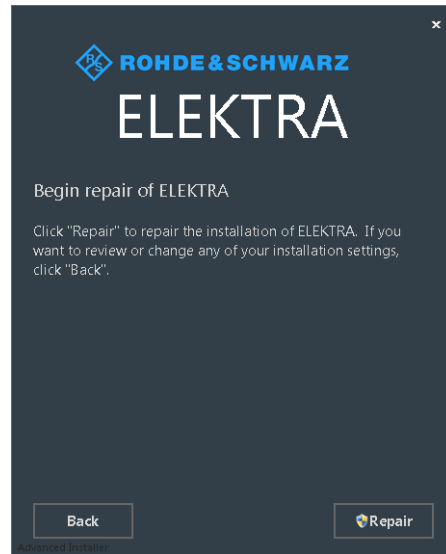 ×
R&S ROHDE&SCHWARZ
ELEKTRA
Begin repair of ELEKTRA
Click "Repair" to repair the installation of ELEKTRA. If you
want to review or change any of your installation settings,
click "Back".
Back
Repair
Advanced Installer